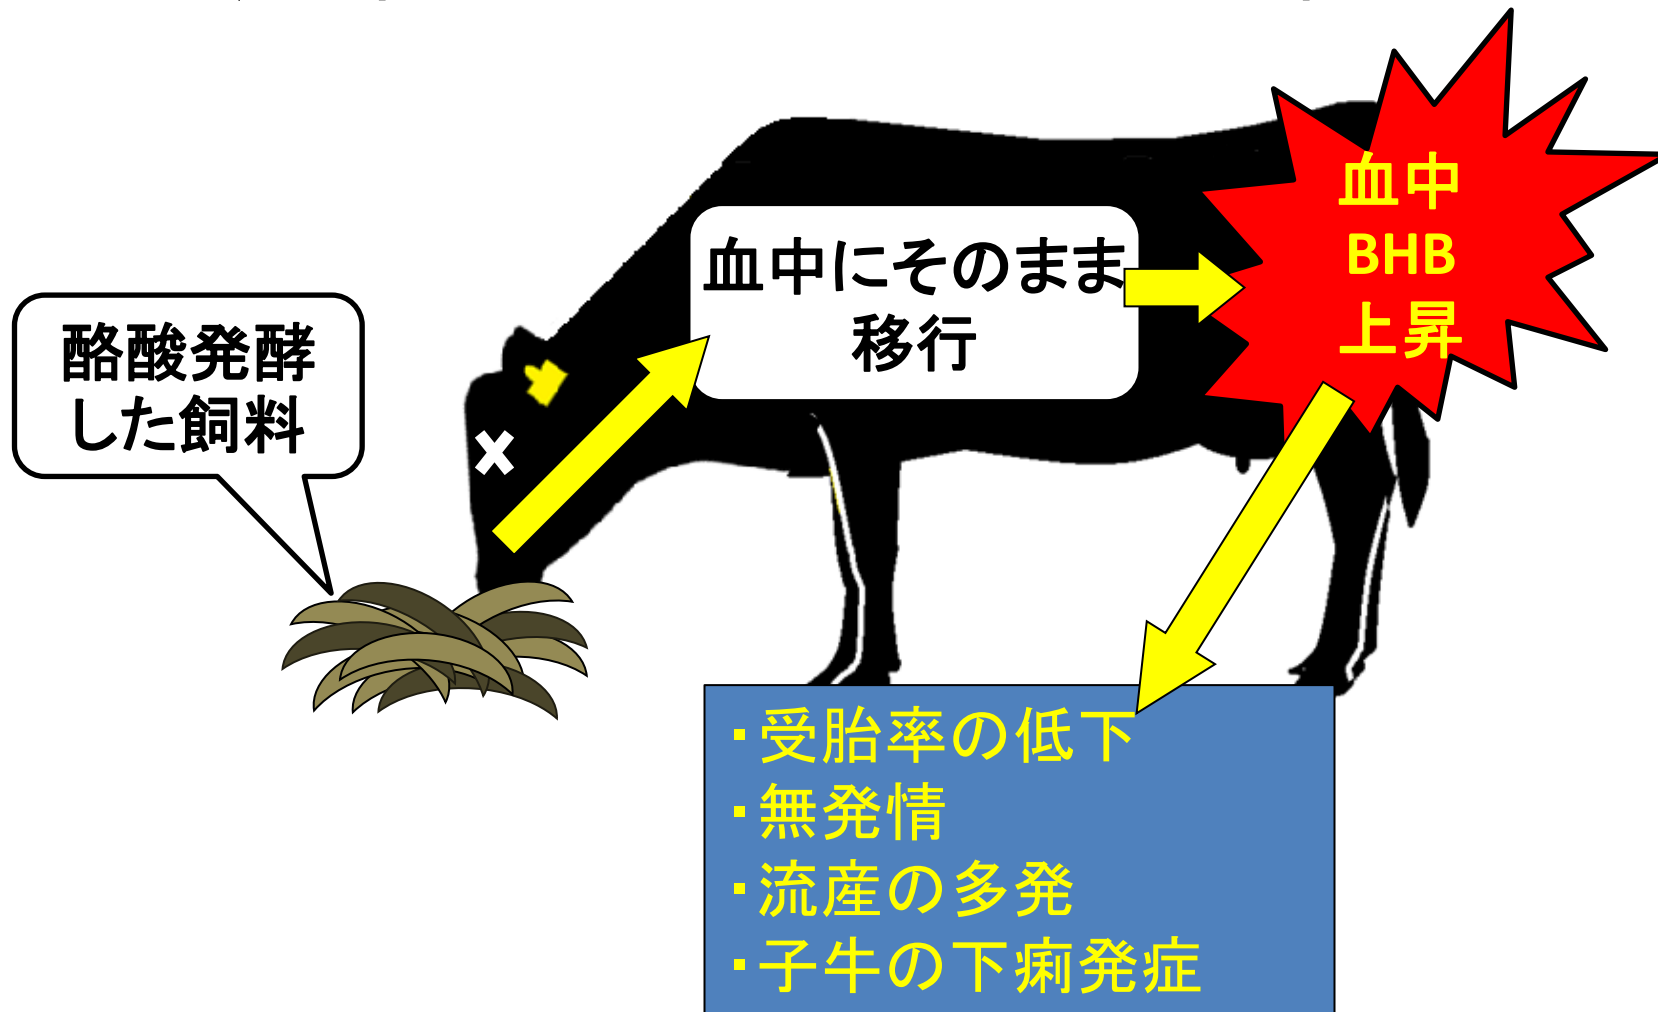 酪酸発酵
した飼料
血中にそのまま
移行
血中
BHB
上昇
・受胎率の低下
・無発情
・流産の多発
・子牛の下痢発症